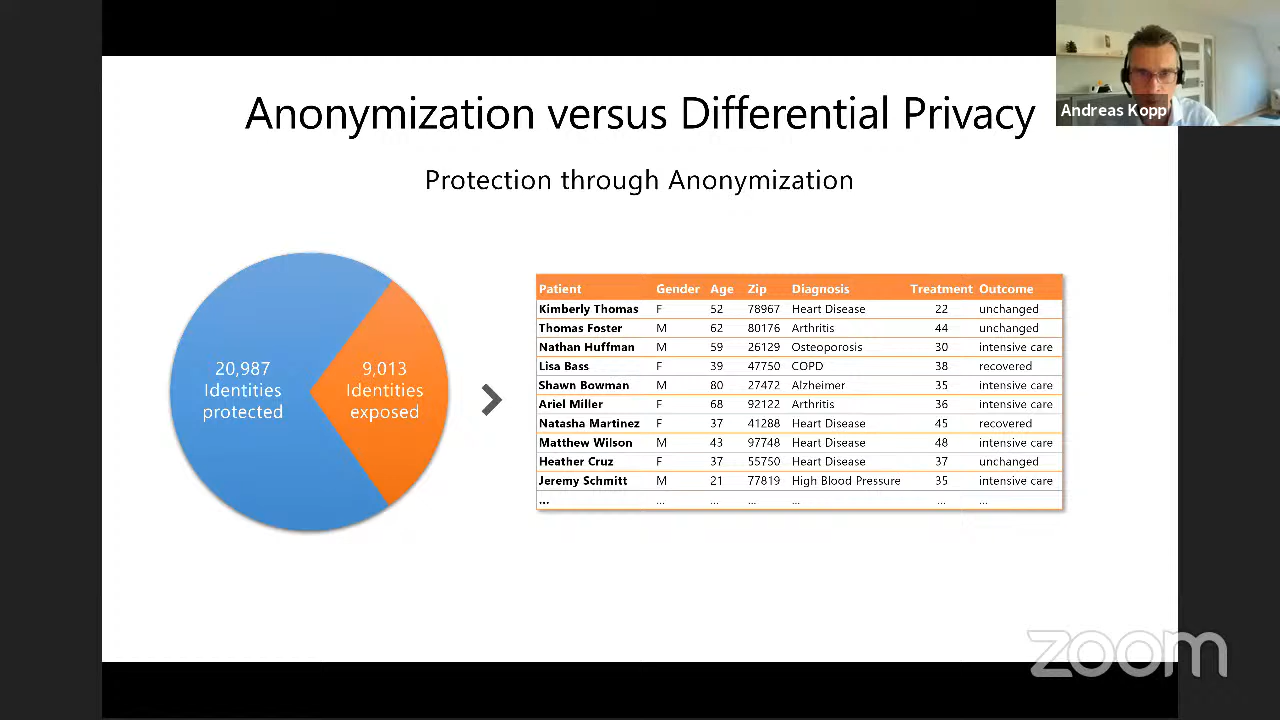 Anonymization versus Differential Privacy
Andreas Kopp
Protection through Anonymization
20,987
Identities
protected
9,013
Identities
exposed
Patient Gender Age Zip Diagnosis Treatment Outcome
Kimberly Thomas F 52 78967 Heart Disease 22 unchanged
Thomas Foster M 62 80176 Arthritis 44 unchanged
Nathan Huffman M 59 26129 Osteoporosis 30 intensive care
Lisa Bass F 39 47750 COPD 38 recovered
Shawn Bowman M 80 27472 Alzheimer 35 intensive care
Ariel Miller F 68 92122 Arthritis 36 intensive care
Natasha Martinez F 37 41288 Heart Disease 45 recovered
Matthew Wilson M 43 97748 Heart Disease 48 intensive care
Heather Cruz F 37 55750 Heart Disease 37 unchanged
Jeremy Schmitt M 21 77819 High Blood Pressure 35 intensive care
... ... ... ... ... ... ...
zoom